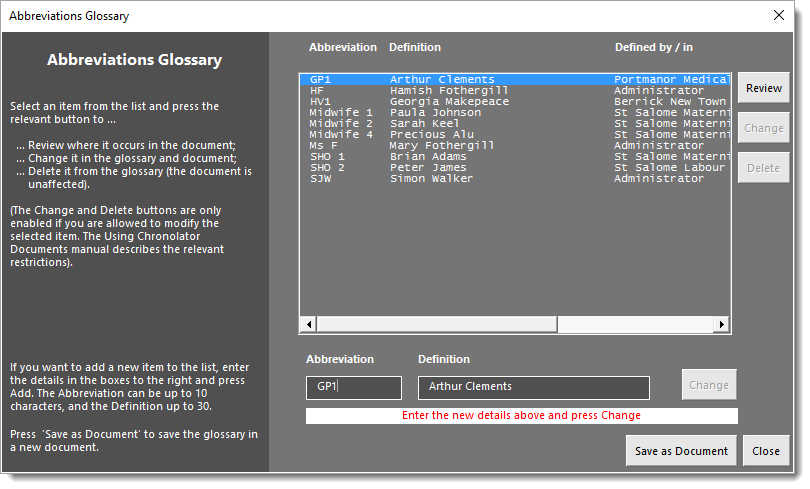 Abbreviations Glossary
Abbreviations Glossary
Select an item from the list and press the
relevant button to ...
... Review where it occurs in the document;
... Change it in the glossary and document;
... Delete it from the glossary (the document is
unaffected).
(The Change and Delete buttons are only
enabled if you are allowed to modify the
selected item. The Using Chronolator
Documents manual describes the relevant
restrictions).
If you want to add a new item to the list, enter
the details in the boxes to the right and press
Add. The Abbreviation can be up to 10
characters, and the Definition up to 30.
Press 'Save as Document' to save the glossary in
a new document.
Abbreviation Definition Defined by / in
GP1 Arthur Clements Portmanor Medical
HF Hamish Fothergill Administrator
HV1 Georgia Makepeace Berrick New Town
Midwife 1 Paula Johnson St Salome Materni
Midwife 2 Sarah Keel St Salome Materni
Midwife 4 Precious Alu St Salome Materni
Ms F Mary Fothergill Administrator
SHO 1 Brian Adams St Salome Materni
SHO 2 Peter James St Salome Labour
SJW Simon Walker Administrator
Review
Change
Delete
Abbreviation Definition
GP1 Arthur Clements Change
Enter the new details above and press Change
Save as Document Close